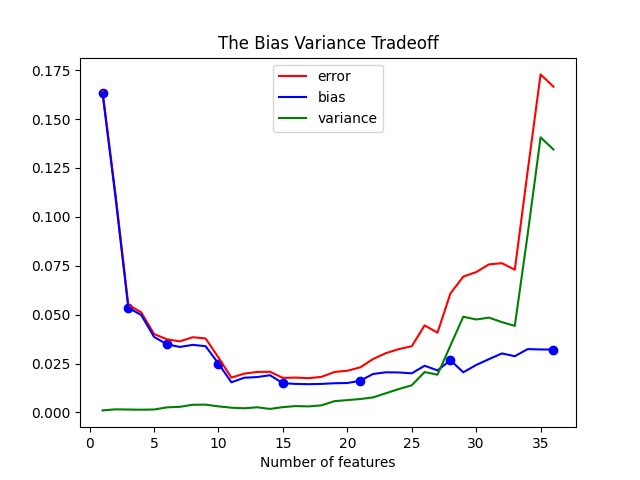 The Bias Variance Tradeoff
error
bias
variance
0.175
0.150
0.125
0.100
0.075
0.050
0.025
0.000
0 5 10 15 20 25 30 35
Number of features